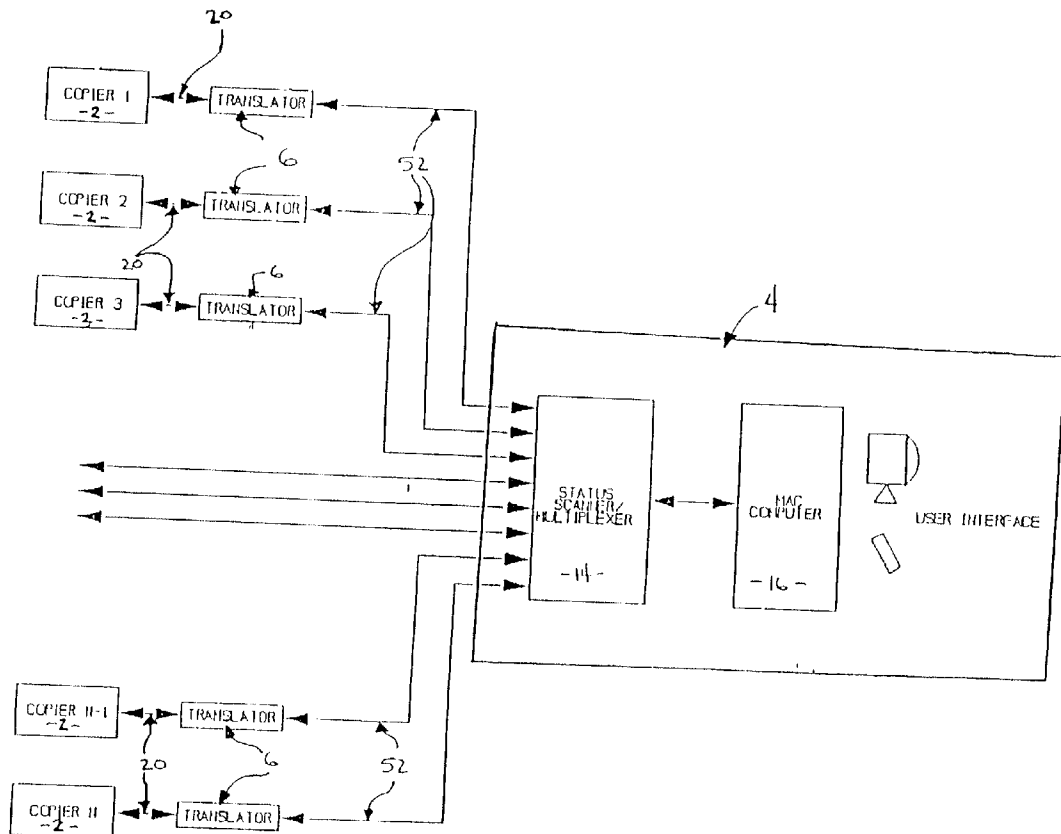 20
COPIER 1
-2-
TRANSLATOR
6
52
COPIER 2
-2-
TRANSLATOR
20
6
COPIER 3
-2-
TRANSLATOR
4
STATUS
SCANNER/
MULTIPLEXER
-14-
MAC
COMPUTER
-16-
USER INTERFACE
COPIER N-1
-2-
TRANSLATOR
20
6
52
COPIER N
-2-
TRANSLATOR